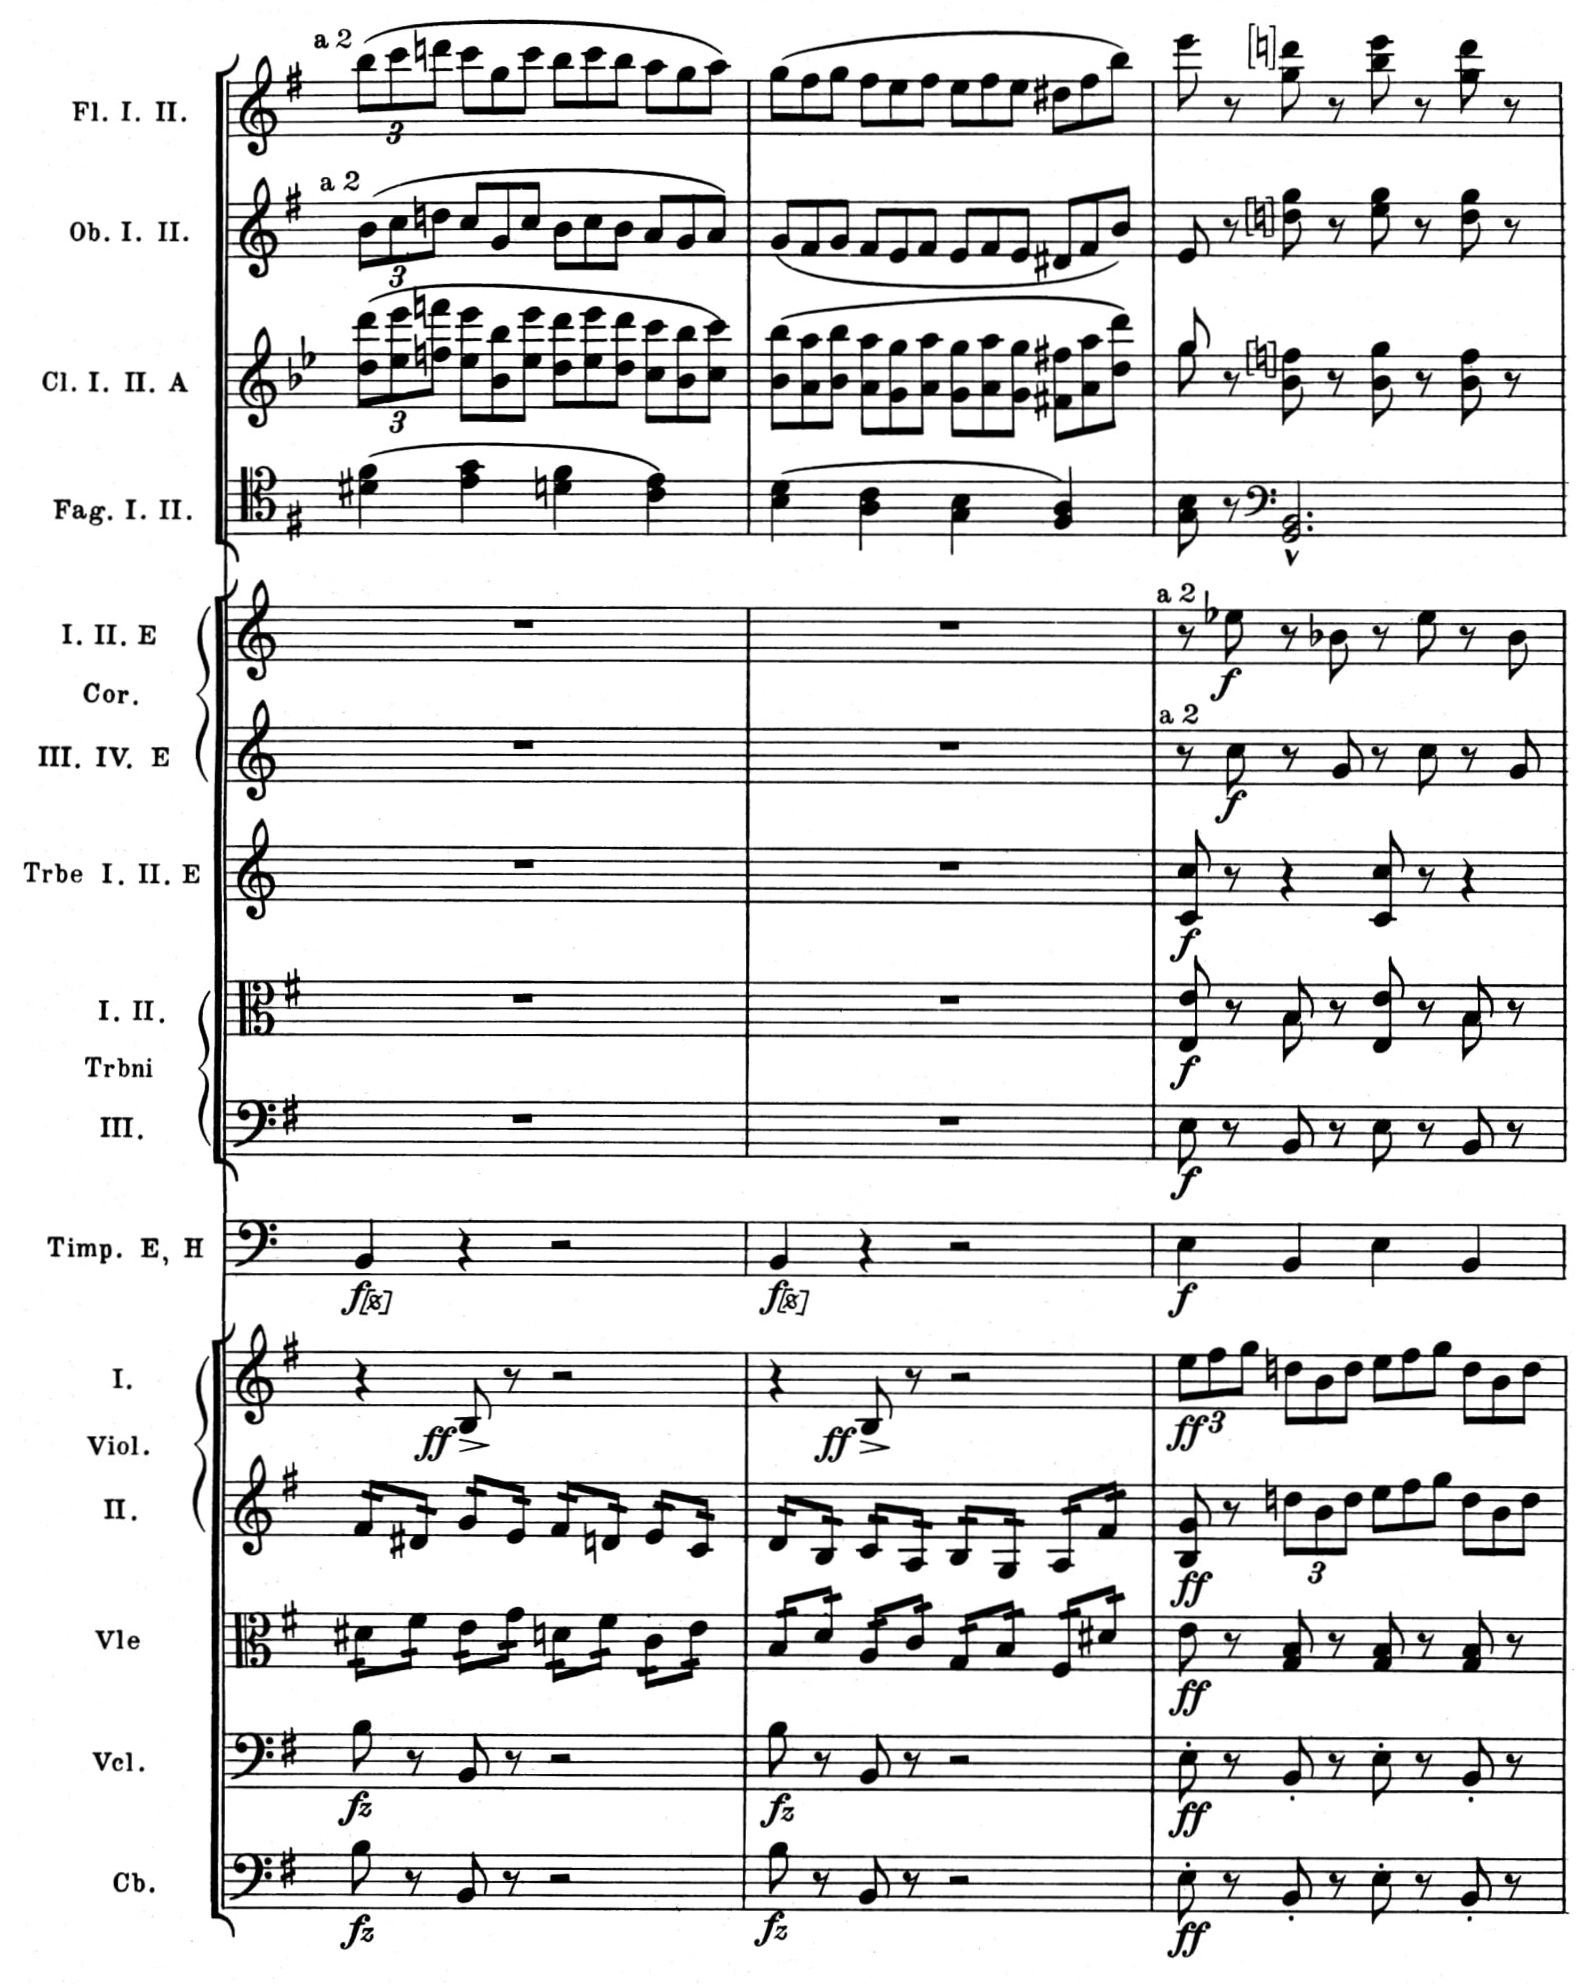 a 2
Fl. I. II.
3
a 2
Ob. I. II.
3
Cl. I. II. A
3
Fag. I. II.
a 2
I. II. E
f
Cor.
a 2
III. IV. E
f
Trbe I. II. E
f
I. II.
f
Trbni
III.
f
Timp. E, H
f[z]
f[z]
f
I.
ff
ff
ff 3
Viol.
II.
ff
3
Vle
ff
Vcl.
fz
fz
ff
Cb.
fz
fz
ff